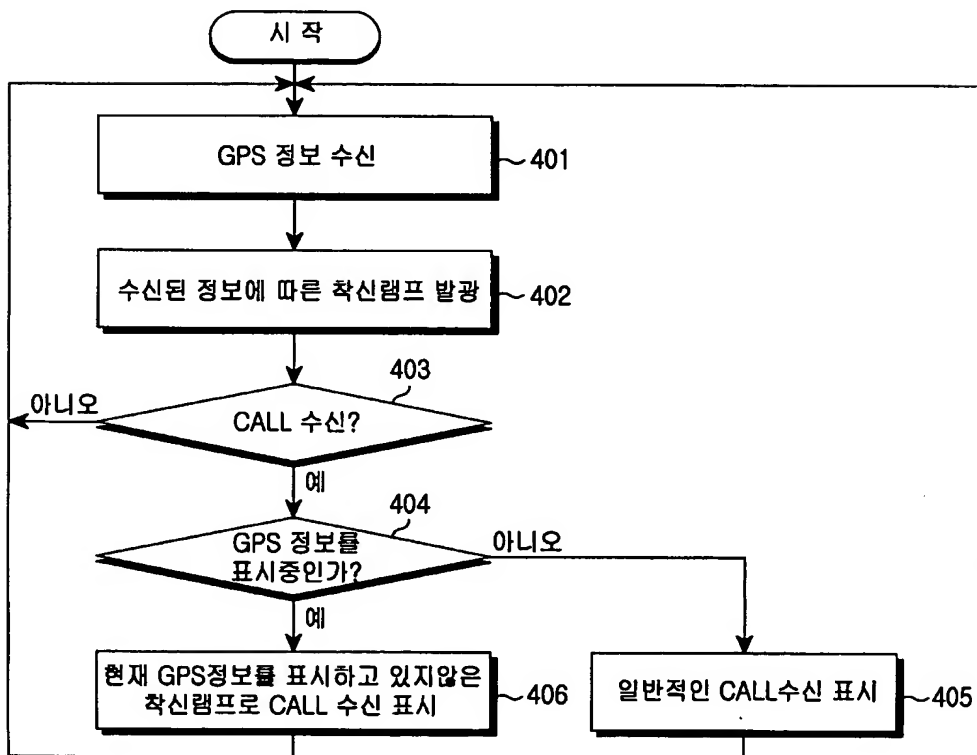 시 작
GPS 정보 수신
401
수신된 정보에 따른 착신램프 발광
402
403
아니오
CALL 수신?
예
404
GPS 정보를
표시중인가?
아니오
예
현재 GPS정보를 표시하고 있지않은
착신램프로 CALL 수신 표시
406
일반적인 CALL수신 표시
405